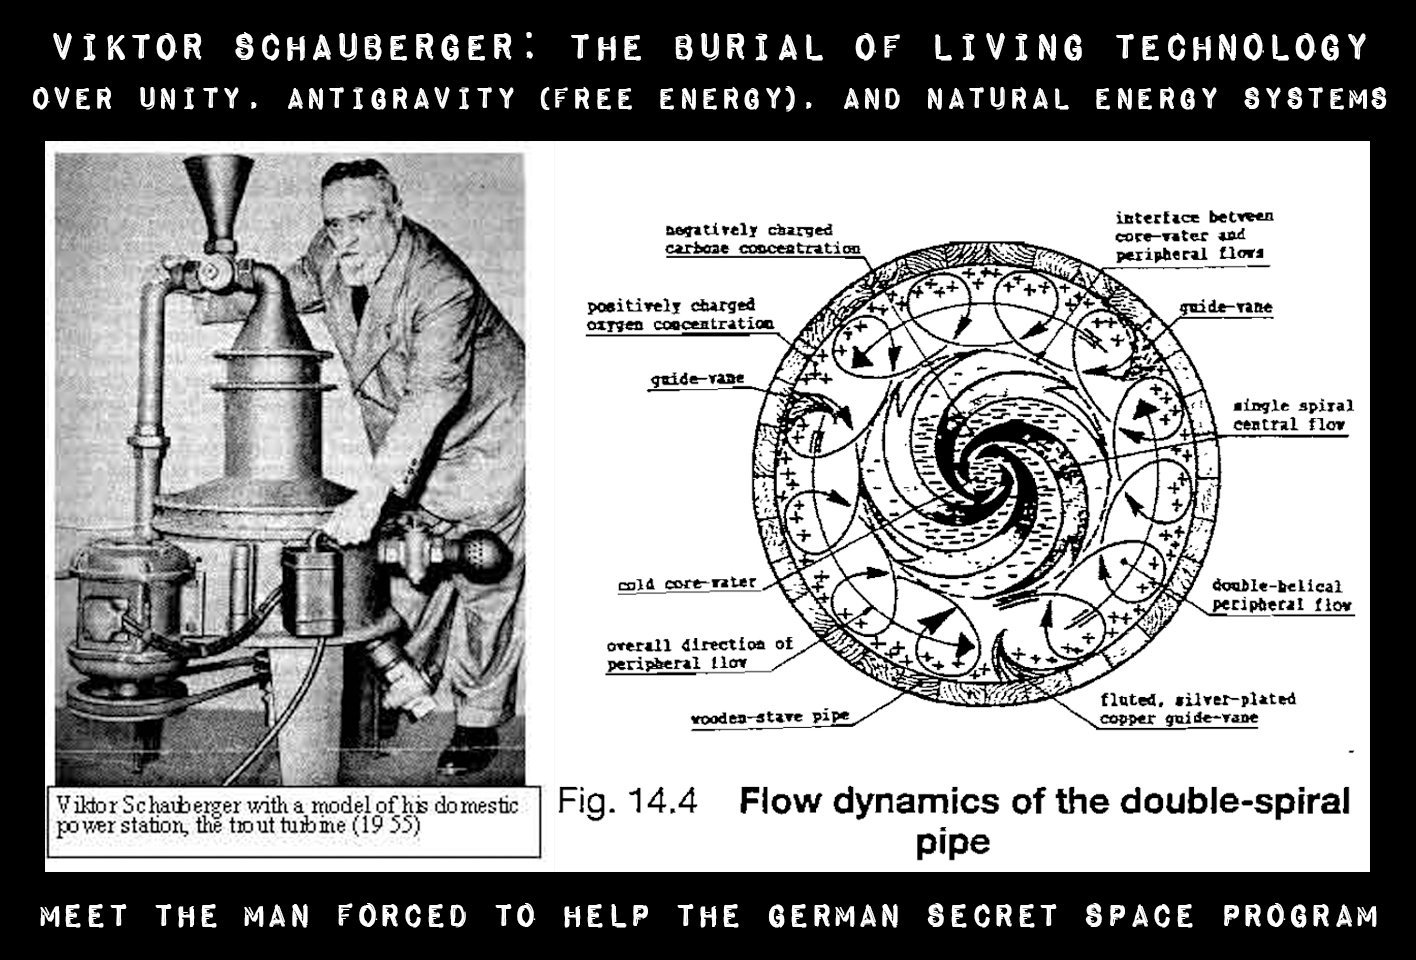 VIKTOR SCHAUBERGER: THE BURIAL OF LIVING TECHNOLOGY
OVER UNITY, ANTIGRAVITY (FREE ENERGY), AND NATURAL ENERGY SYSTEMS
negatively charged
carbone concentration
interface between
core-water and
peripheral flows
positively charged
oxygen concentration
guide-vane
guide-vane
single spiral
central flow
cold core-water
double-helical
peripheral flow
overall direction of
peripheral flow
wooden-stave pipe
fluted, silver-plated
copper guide-vane
Viktor Schauberger with a model of his domestic
power station, the trout turbine (19 55)
Fig. 14.4 Flow dynamics of the double-spiral
pipe
MEET THE MAN FORCED TO HELP THE GERMAN SECRET SPACE PROGRAM